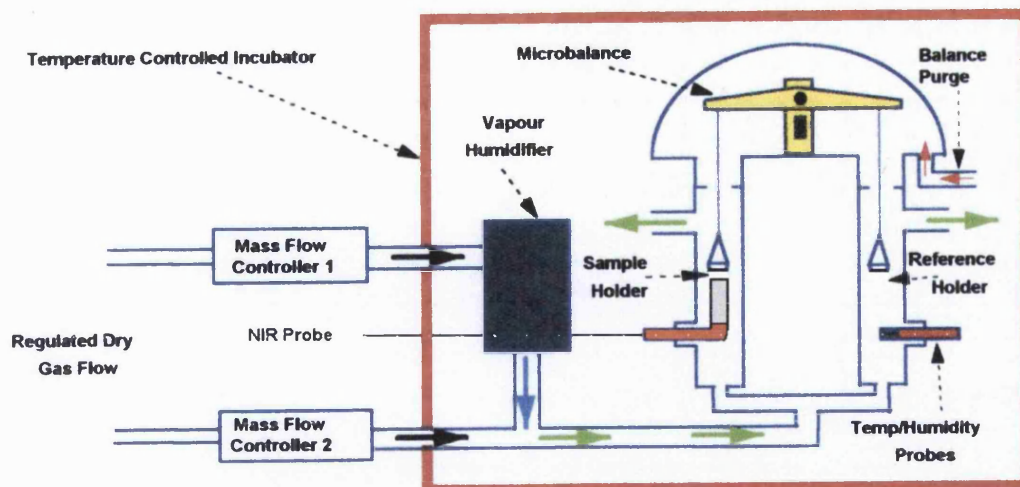 Temperature Controlled Incubator
Microbalance
Balance
Purge
Vapour
Humidifier
Mass Flow
Controller 1
Sample
Holder
Reference
Holder
NIR Probe
Regulated Dry
Gas Flow
Mass Flow
Controller 2
Temp/Humidity
Probes